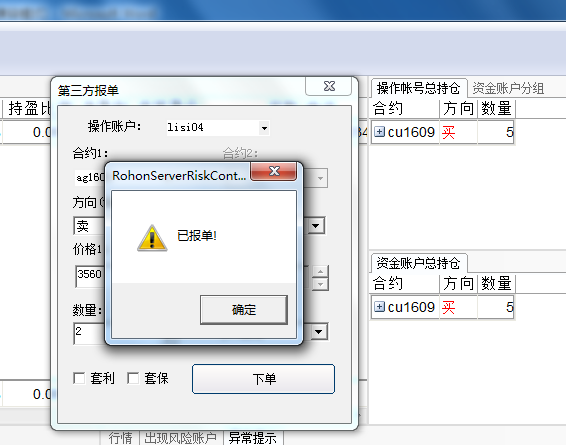 第三方报单
操作帐号总持仓 资金账户分组
持盈比
合约 方向 数量
操作账户: lisi04
0.0
cu1609 买 5
合约1: 合约2:
ag160
RohonServerRiskCont...
方向(
卖
已报单!
价格1
3560
资金账户总持仓
合约 方向 数量
确定
cu1609 买 5
数量:
2
套利 套保 下单
0.0
行情 出现风险账户 异常提示